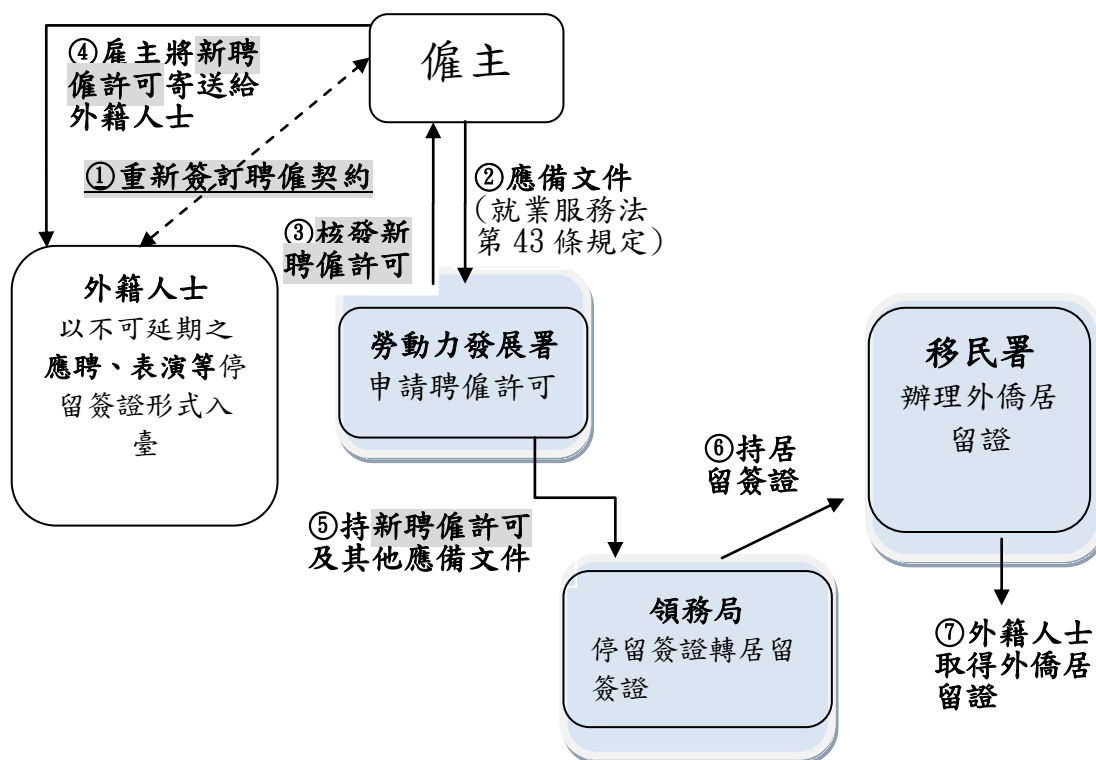 僱主
④雇主將新聘
僱許可寄送給
外籍人士
①重新簽訂聘僱契約
②應備文件
(就業服務法
第 43 條規定)
③核發新
聘僱許可
外籍人士
以不可延期之
應聘、表演等停
留簽證形式入
臺
勞動力發展署
申請聘僱許可
移民署
辦理外僑居
留證
⑥持居
留簽證
⑤持新聘僱許可
及其他應備文件
領務局
停留簽證轉居留
簽證
⑦外籍人士
取得外僑居
留證